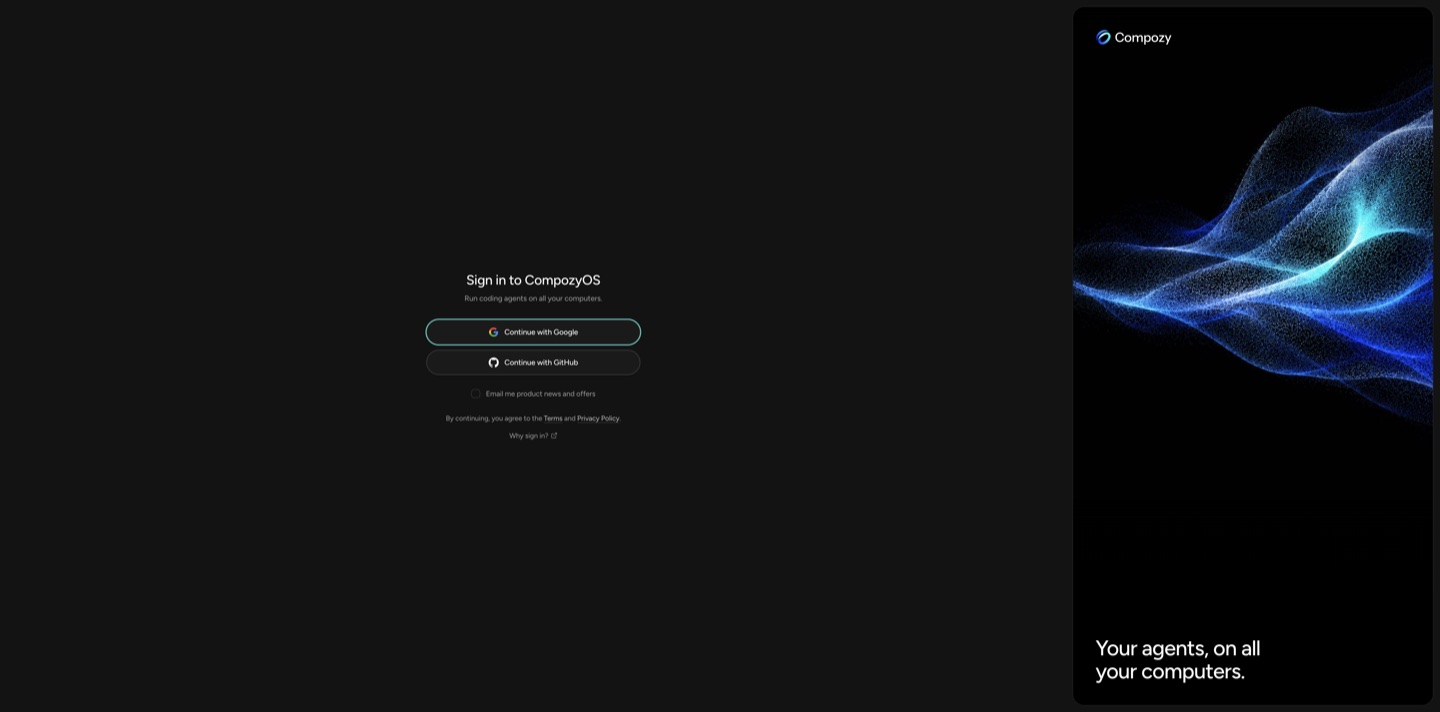 Sign in to CompozyOS
Run coding agents on all your computers.
Continue with Google
Continue with GitHub
Email me product news and offers
By continuing, you agree to the Terms and Privacy Policy.
Why sign in?
Compozy
Your agents, on all
your computers.